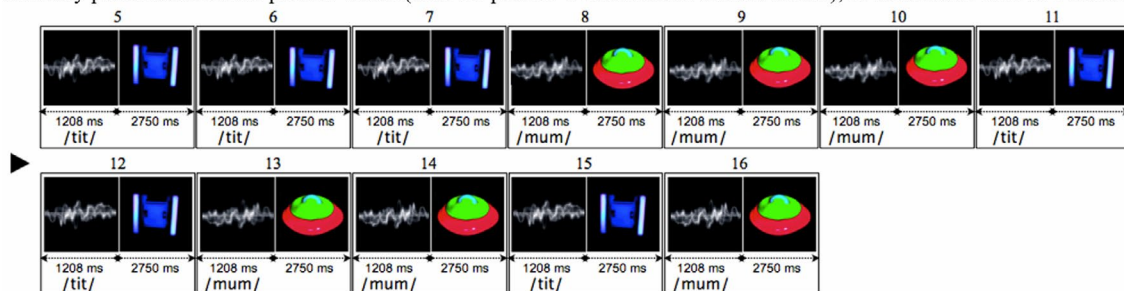 5 6 7 8 9 10 11
1208 ms 2750 ms 1208 ms 2750 ms 1208 ms 2750 ms 1208 ms 2750 ms 1208 ms 2750 ms 1208 ms 2750 ms 1208 ms 2750 ms
/tit/ /tit/ /tit/ /mum/ /mum/ /mum/ /tit/
12 13 14 15 16
1208 ms 2750 ms 1208 ms 2750 ms 1208 ms 2750 ms 1208 ms 2750 ms 1208 ms 2750 ms
/tit/ /mum/ /mum/ /tit/ /mum/